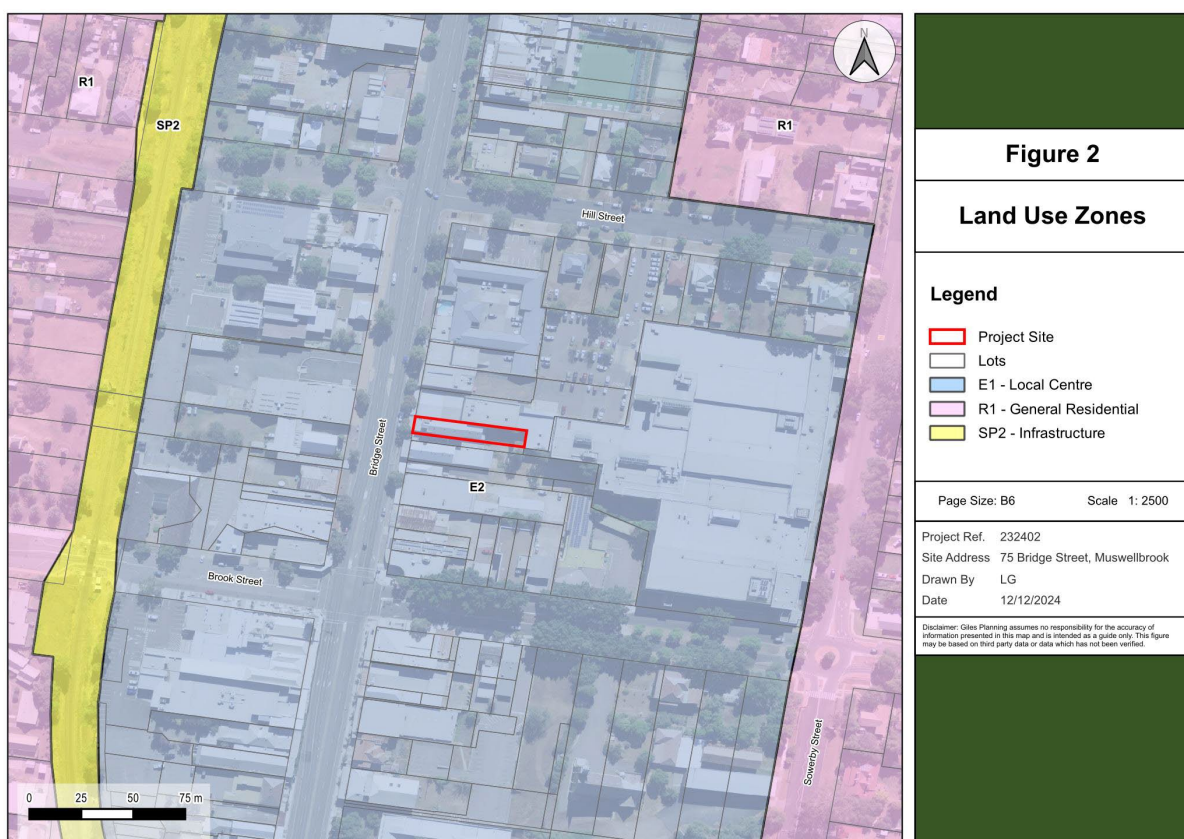 R1
SP2
R1
N
Hill Street
Bridge Street
E2
Brook Street
Sowerby Street
0 25 50 75 m
Figure 2
Land Use Zones
Legend
Project Site
Lots
E1 - Local Centre
R1 - General Residential
SP2 - Infrastructure
Page Size: B6 Scale 1: 2500
Project Ref. 232402
Site Address 75 Bridge Street, Muswellbrook
Drawn By LG
Date 12/12/2024
Disclaimer: Giles Planning assumes no responsibility for the accuracy of
information presented in this map and is intended as a guide only. This figure
may be based on third party data or data which has not been verified.